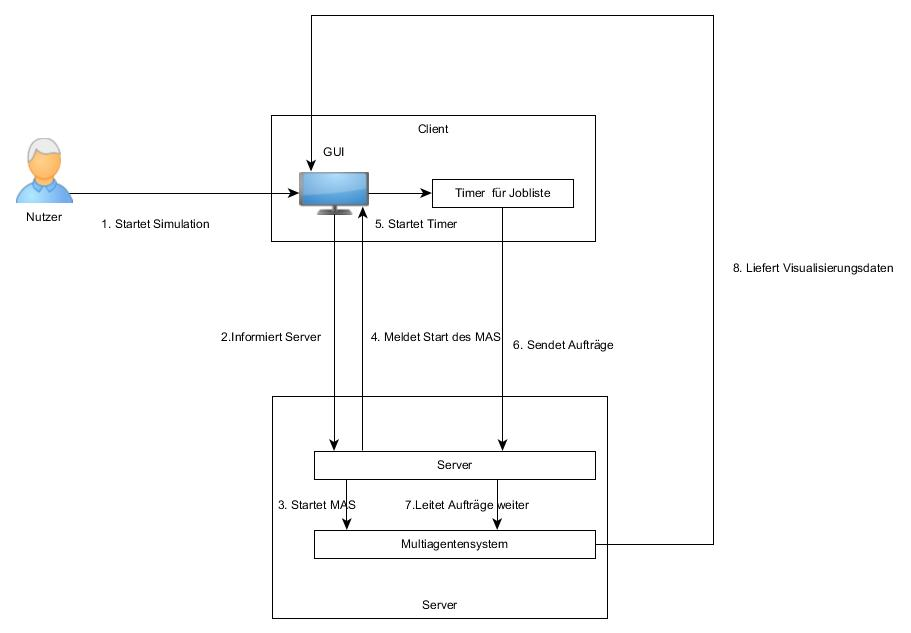 Client
GUI
Timer für Jobliste
Nutzer
1. Startet Simulation
5. Startet Timer
8. Liefert Visualisierungsdaten
2.Informiert Server
4. Meldet Start des MAS
6. Sendet Aufträge
Server
3. Startet MAS
7.Leitet Aufträge weiter
Multiagentensystem
Server